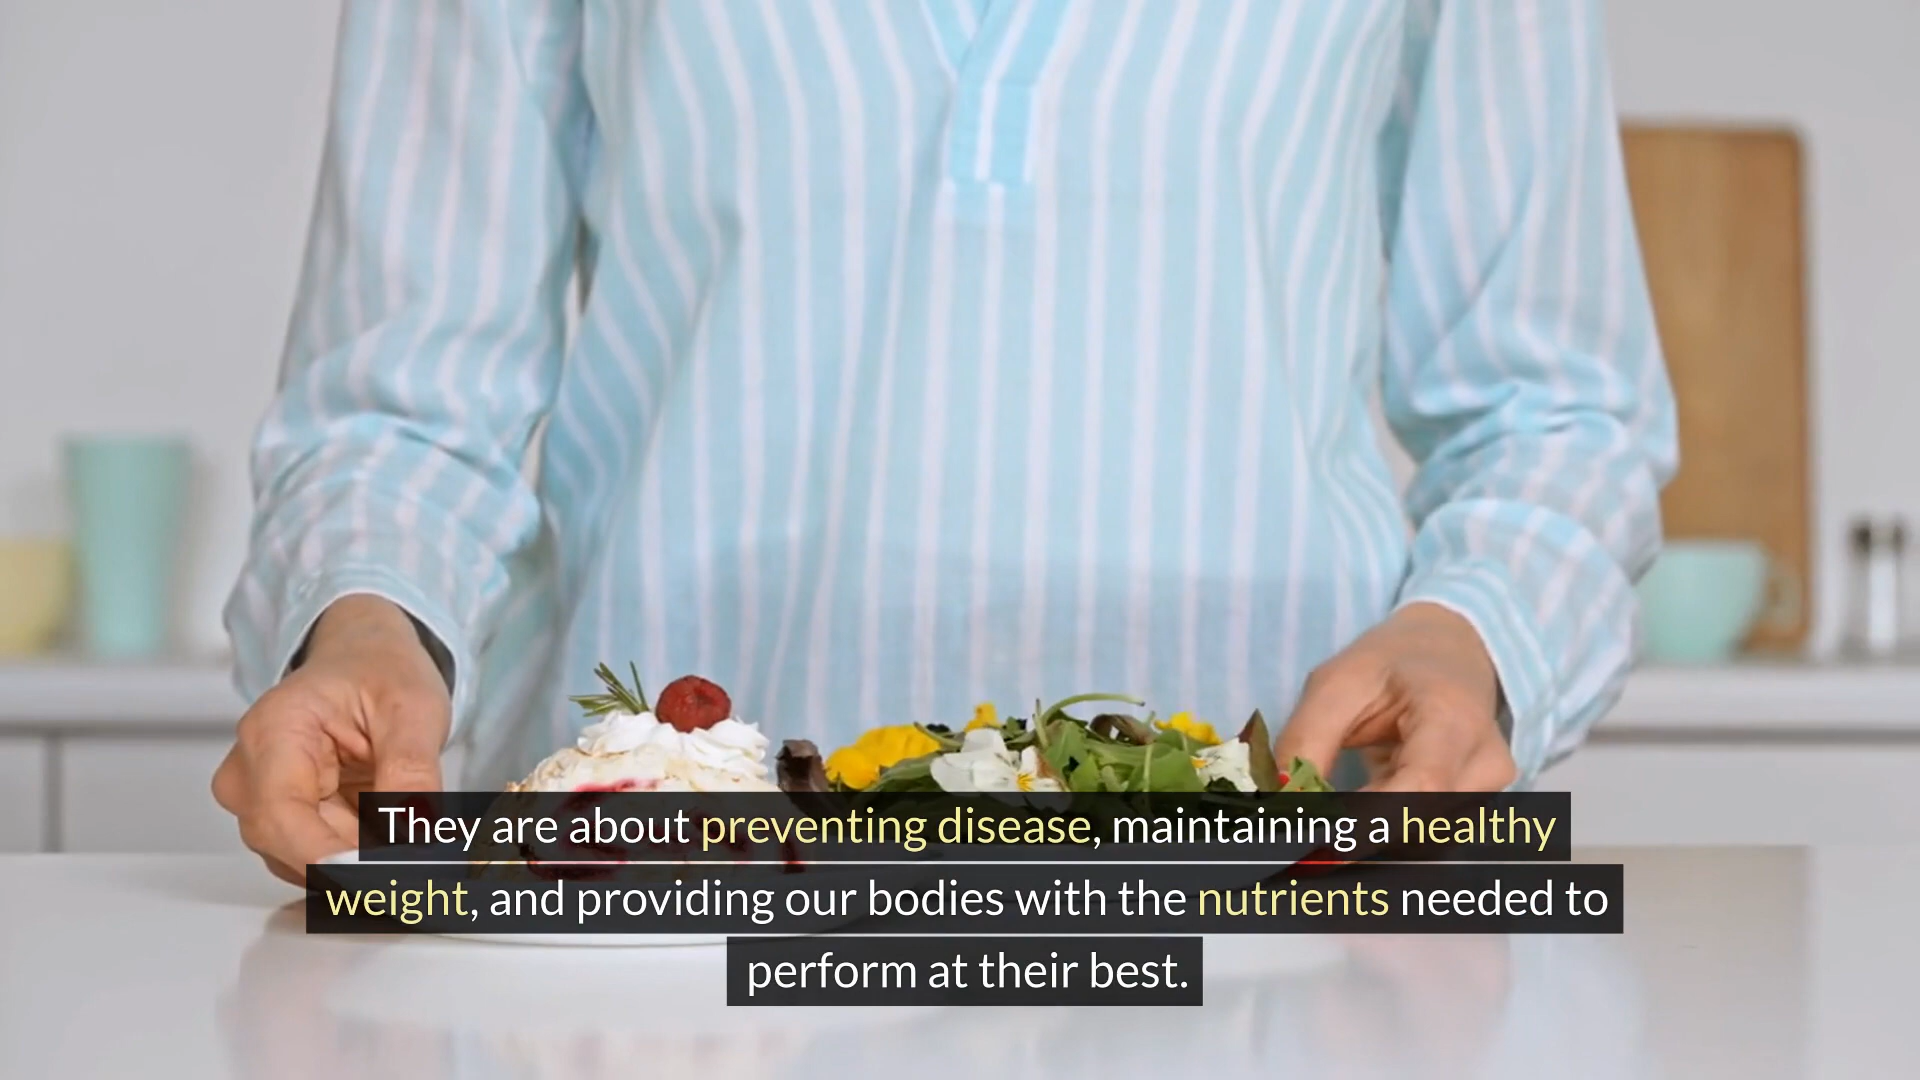 They are about preventing disease, maintaining a healthy
weight, and providing our bodies with the nutrients needed to
perform at their best.